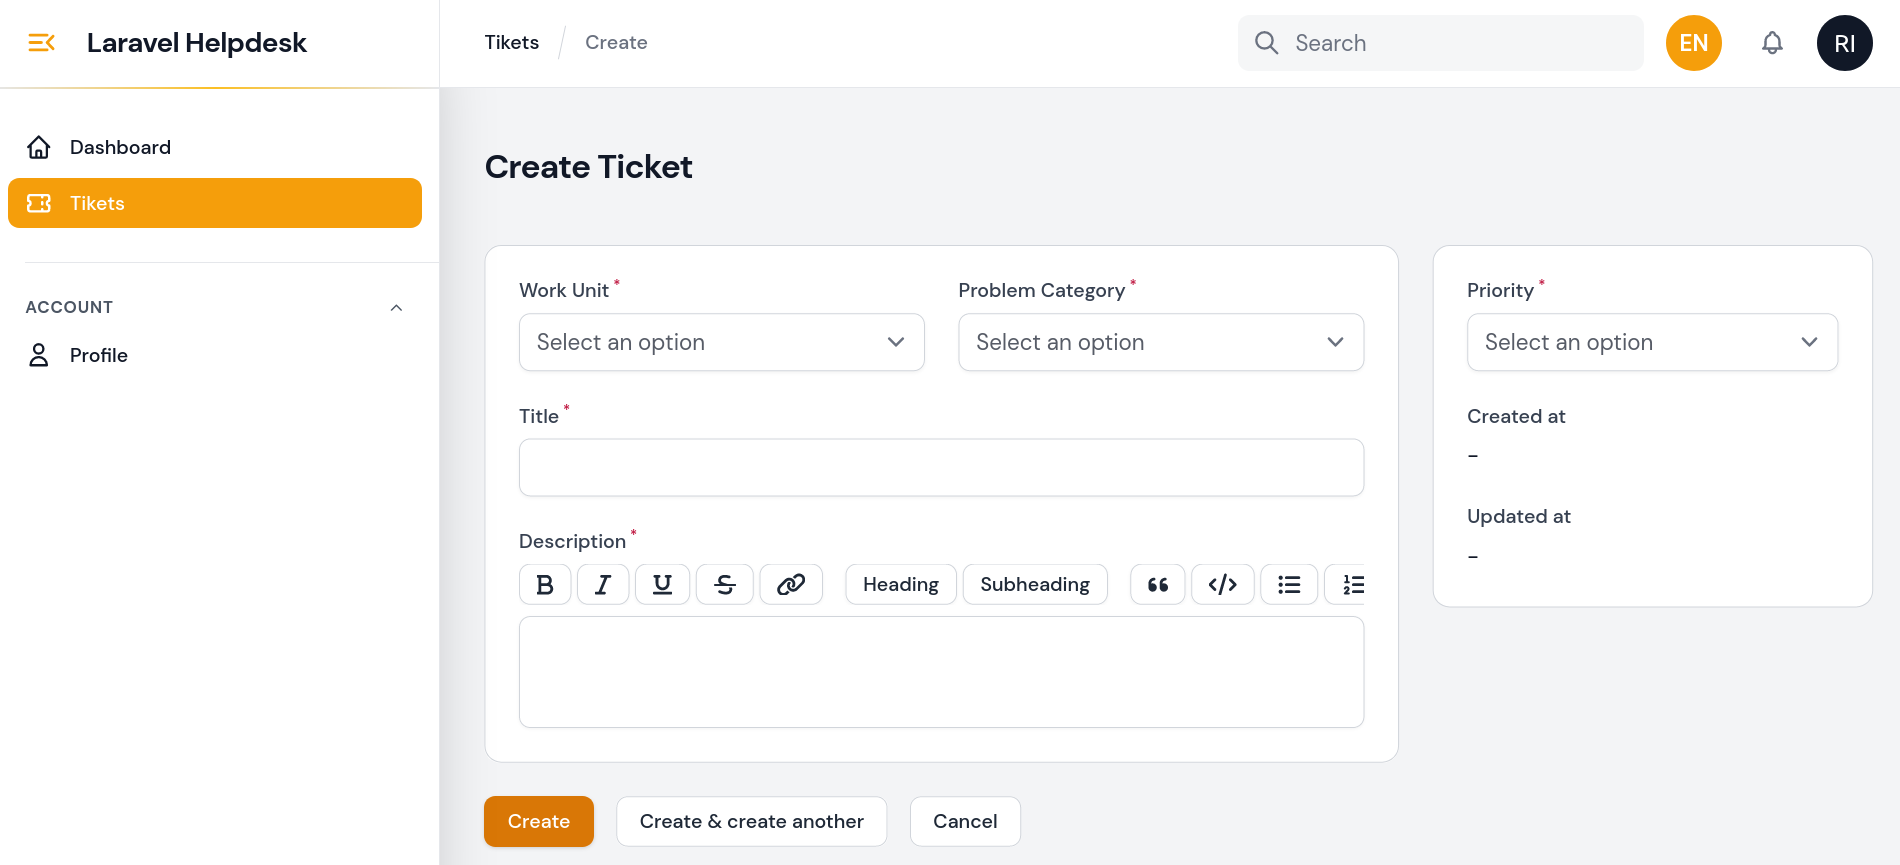 Laravel Helpdesk
Tikets
Create
Search
EN
RI
Dashboard
Tikets
ACCOUNT
Profile
Create Ticket
Work Unit *
Problem Category *
Select an option
Select an option
Title *
Description *
Heading
Subheading
Priority *
Select an option
Created at
-
Updated at
-
Create
Create & create another
Cancel